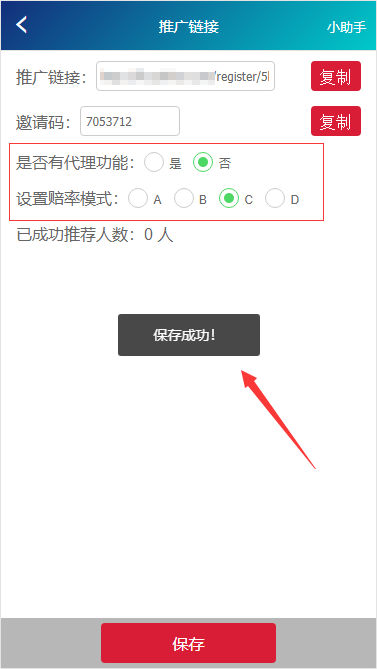 推广链接
小助手
推广链接： /register/5 复制
邀请码： 7053712 复制
是否有代理功能： 是 否
设置赔率模式： A B C D
已成功推荐人数：0 人
保存成功！
保存